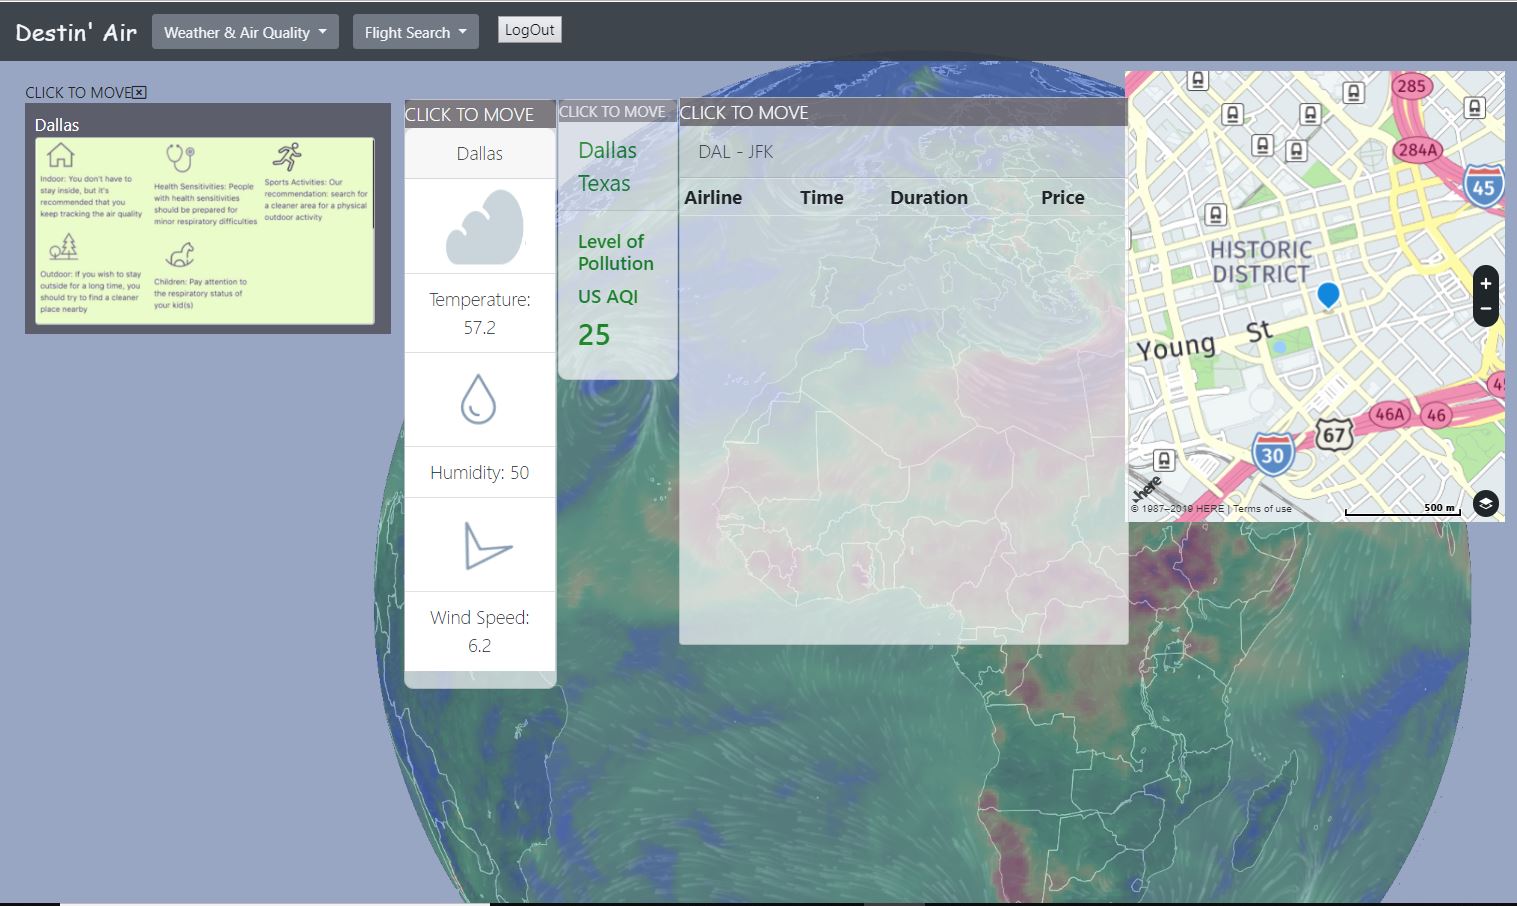 Destin' Air
Weather & Air Quality
Flight Search
LogOut
CLICK TO MOVE
Dallas
Indoor: You don't have to
stay inside, but it's
recommended that you
keep tracking the air quality
Health Sensitivities: People
with health sensitivities
should be prepared for
minor respiratory difficulties
Sports Activities: Our
recommendation: search for
a cleaner area for a physical
outdoor activity
Outdoor: If you wish to stay
outside for a long time, you
should try to find a cleaner
place nearby
Children: Pay attention to
the respiratory status of
your kid(s)
CLICK TO MOVE
Dallas
Temperature:
57.2
Humidity: 50
Wind Speed:
6.2
CLICK TO MOVE
Dallas
Texas
Level of
Pollution
US AQI
25
CLICK TO MOVE
DAL - JFK
Airline Time Duration Price
285
284A
45
HISTORIC
DISTRICT
Young St
46A
46
67
30
here
© 1987–2019 HERE | Terms of use
500 m